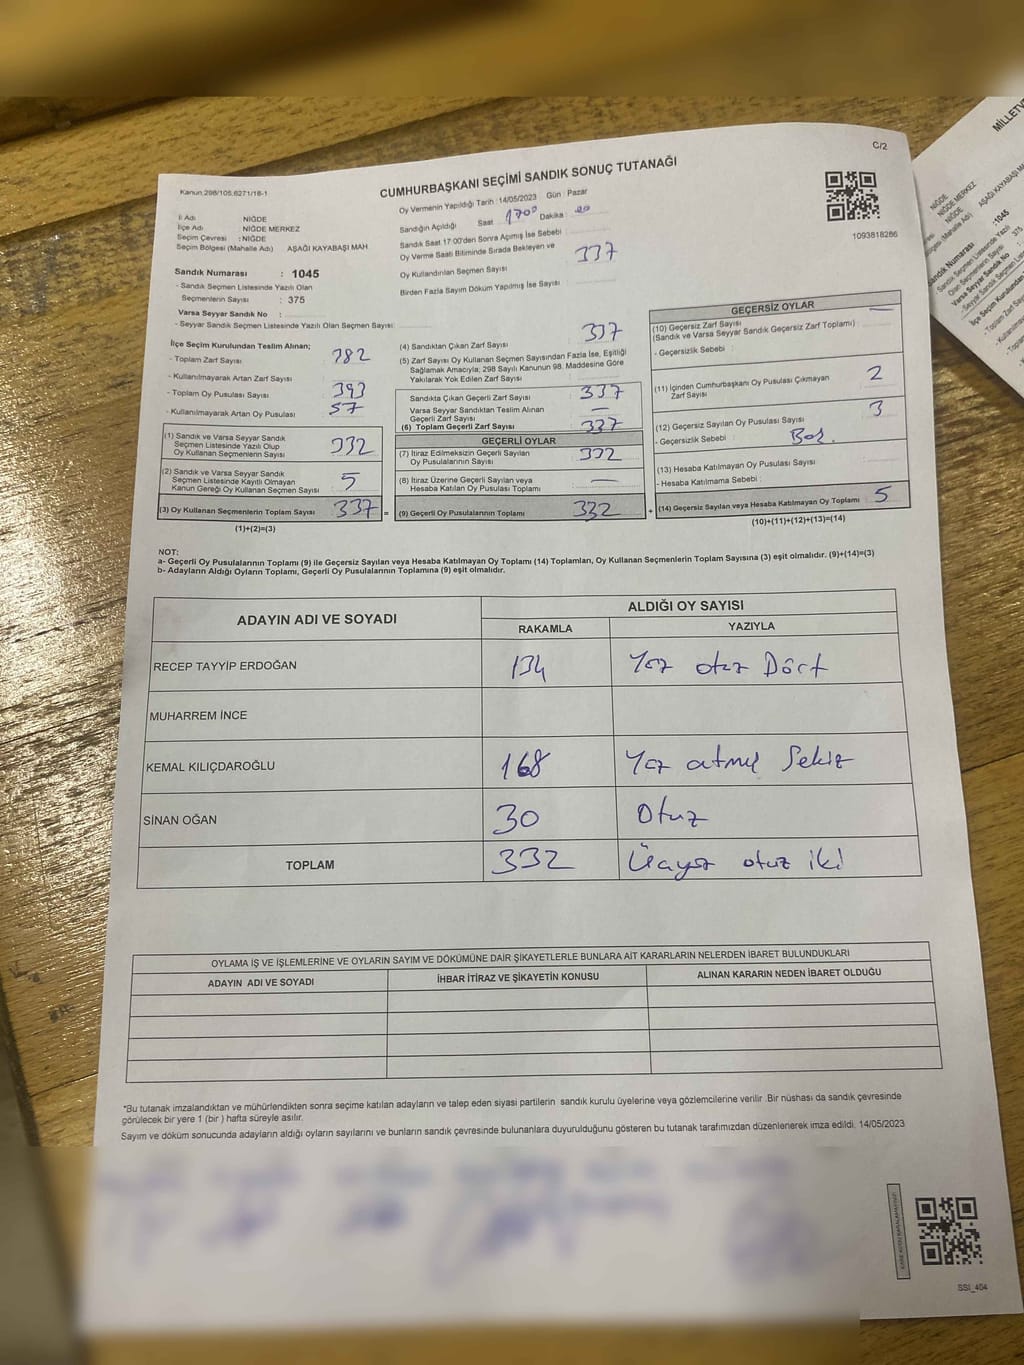 C/2
CUMHURBAŞKANI SEÇİMİ SANDIK SONUÇ TUTANAĞI
Kanun 298/105,6271/16-1
Oy Vermenin Yapıldığı Tarih : 14/05/2023 Gün : Pazar
İl Adı NİĞDE
İlçe Adı NİĞDE MERKEZ
Seçim Çevresi : NİĞDE
Seçim Bölgesi (Mahalle Adı) AŞAĞI KAYABAŞI MAH
Sandığın Açıldığı Saat 1700 Dakika : 00
Sandık Saat 17:00'den Sonra Açımış İse Sebebi :
Oy Verme Saati Bitiminde Sırada Bekleyen ve
Oy Kullandırılan Seçmen Sayısı 337
Birden Fazla Sayım Döküm Yapılmış İse Sayısı :
1093818286
Sandık Numarası : 1045
- Sandık Seçmen Listesinde Yazılı Olan
Seçmenlerin Sayısı : 375
Varsa Seyyar Sandık No :
- Seyyar Sandık Seçmen Listesinde Yazılı Olan Seçmen Sayısı:
İlçe Seçim Kurulundan Teslim Alınan;
- Toplam Zarf Sayısı 782
- Kullanılmayarak Artan Zarf Sayısı
- Toplam Oy Pusulası Sayısı 393
- Kullanılmayarak Artan Oy Pusulası 57
(1) Sandık ve Varsa Seyyar Sandık
Seçmen Listesinde Yazılı Olup
Oy Kullanan Seçmenlerin Sayısı 332
(2) Sandık ve Varsa Seyyar Sandık
Seçmen Listesinde Kayıtlı Olmayan
Kanun Gereği Oy Kullanan Seçmen Sayısı 5
(3) Oy Kullanan Seçmenlerin Toplam Sayısı 337 =
(1)+(2)=(3)
(4) Sandıktan Çıkan Zarf Sayısı 337
(5) Zarf Sayısı Oy Kullanan Seçmen Sayısından Fazla İse, Eşitliği
Sağlamak Amacıyla; 298 Sayılı Kanunun 98. Maddesine Göre
Yakılarak Yok Edilen Zarf Sayısı :
Sandıkta Çıkan Geçerli Zarf Sayısı 337
Varsa Seyyar Sandıktan Teslim Alınan
Geçerli Zarf Sayısı —
(6) Toplam Geçerli Zarf Sayısı 337
GEÇERLİ OYLAR
(7) İtiraz Edilmeksizin Geçerli Sayılan
Oy Pusulalarının Sayısı 332
(8) İtiraz Üzerine Geçerli Sayılan veya
Hesaba Katılan Oy Pusulası Toplamı —
(9) Geçerli Oy Pusulalarının Toplamı 332 +
GEÇERSİZ OYLAR
(10) Geçersiz Zarf Sayısı —
(Sandık ve Varsa Seyyar Sandık Geçersiz Zarf Toplamı) :
- Geçersizlik Sebebi :
(11) İçinden Cumhurbaşkanı Oy Pusulası Çıkmayan
Zarf Sayısı 2
(12) Geçersiz Sayılan Oy Pusulası Sayısı 3
- Geçersizlik Sebebi : Boş.
(13) Hesaba Katılmayan Oy Pusulası Sayısı
- Hesaba Katılmama Sebebi :
(14) Geçersiz Sayılan veya Hesaba Katılmayan Oy Toplamı 5
(10)+(11)+(12)+(13)=(14)
NOT:
a- Geçerli Oy Pusulalarının Toplamı (9) ile Geçersiz Sayılan veya Hesaba Katılmayan Oy Toplamı (14) Toplamları, Oy Kullanan Seçmenlerin Toplam Sayısına (3) eşit olmalıdır. (9)+(14)=(3)
b- Adayların Aldığı Oyların Toplamı, Geçerli Oy Pusulalarının Toplamına (9) eşit olmalıdır.
ADAYIN ADI VE SOYADI ALDIĞI OY SAYISI
RAKAMLA YAZIYLA
RECEP TAYYİP ERDOĞAN 134 Yüz otuz Dört
MUHARREM İNCE
KEMAL KILIÇDAROĞLU 168 Yüz atmış Sekiz
SİNAN OĞAN 30 Otuz
TOPLAM 332 Üçyüz otuz iki
OYLAMA İŞ VE İŞLEMLERİNE VE OYLARIN SAYIM VE DÖKÜMÜNE DAİR ŞİKAYETLERLE BUNLARA AİT KARARLARIN NELERDEN İBARET BULUNDUKLARI
ADAYIN ADI VE SOYADI İHBAR İTİRAZ VE ŞİKAYETİN KONUSU ALINAN KARARIN NEDEN İBARET OLDUĞU
*Bu tutanak imzalandıktan ve mühürlendikten sonra seçime katılan adayların ve talep eden siyasi partilerin sandık kurulu üyelerine veya gözlemcilerine verilir .Bir nüshası da sandık çevresinde
görülecek bir yere 1 (bir ) hafta süreyle asılır.
Sayım ve döküm sonucunda adayların aldığı oyların sayılarını ve bunların sandık çevresinde bulunanlara duyurulduğunu gösteren bu tutanak tarafımızdan düzenlenerek imza edildi. 14/05/2023
SSI_404
MİLLETV
NİĞDE
NİĞDE MERKEZ
NİĞDE
AŞAĞI KAYABAŞI M
:1045